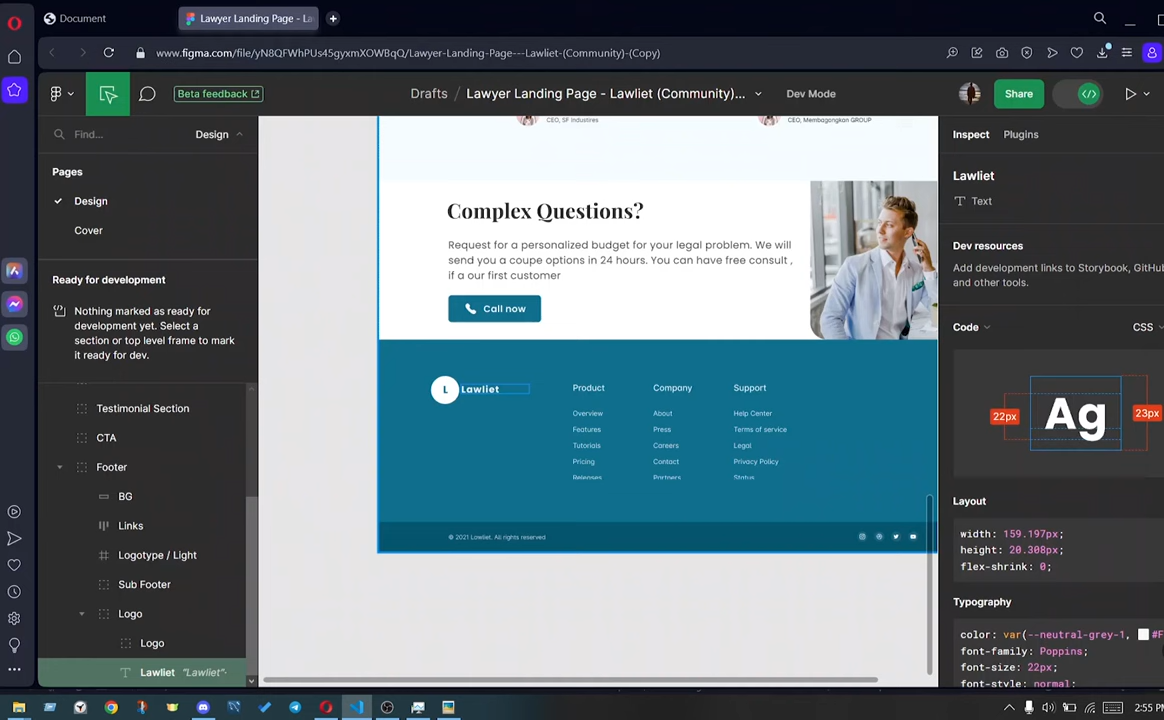 Document
Lawyer Landing Page - La
www.figma.com/file/yN8QFWhPUs45gyxmXOWBqQ/Lawyer-Landing-Page---Lawliet-(Community)-(Copy)
Beta feedback
Drafts / Lawyer Landing Page - Lawliet (Community)...
Dev Mode
Share
Find...
Design
Pages
Design
Cover
Ready for development
Nothing marked as ready for
development yet. Select a
section or top level frame to mark
it ready for dev.
Testimonial Section
CTA
Footer
BG
Links
Logotype / Light
Sub Footer
Logo
Logo
Lawliet "Lawliet"
CEO, SF Industires
CEO, Membagongkan GROUP
Complex Questions?
Request for a personalized budget for your legal problem. We will
send you a coupe options in 24 hours. You can have free consult ,
if a our first customer
Call now
L Lawliet
Product
Overview
Features
Tutorials
Pricing
Releases
Company
About
Press
Careers
Contact
Partners
Support
Help Center
Terms of service
Legal
Privacy Policy
Status
© 2021 Lawliet, All rights reserved
Inspect
Plugins
Lawliet
Text
Dev resources
Add development links to Storybook, GitHub
and other tools.
Code
CSS
22px
Ag
23px
Layout
width: 159.197px;
height: 20.308px;
flex-shrink: 0;
Typography
color: var(--neutral-grey-1, #F
font-family: Poppins;
font-size: 22px;
font-style: normal;
2:55 PM